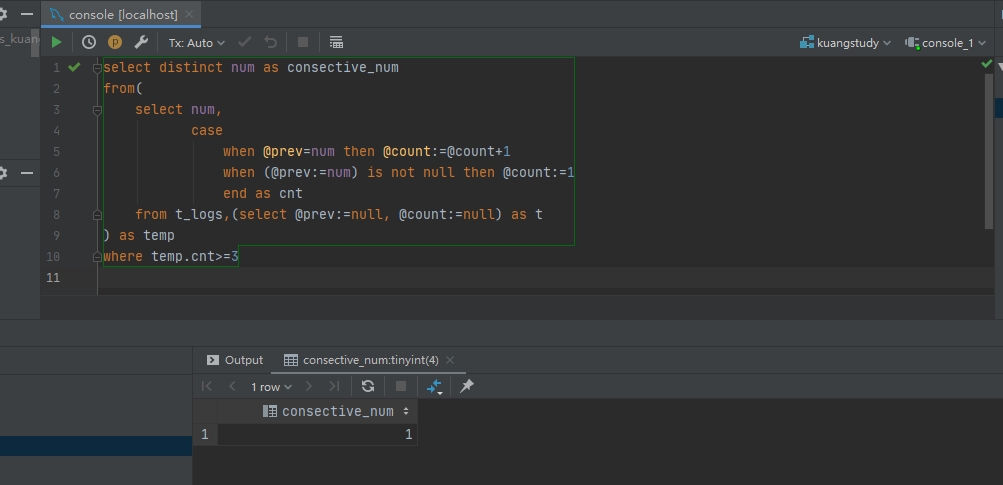 console [localhost]
Tx: Auto
kuangstudy
console_1
s_kuan
1 select distinct num as consective_num
2 from(
3 select num,
4 case
5 when @prev=num then @count:=@count+1
6 when (@prev:=num) is not null then @count:=1
7 end as cnt
8 from t_logs,(select @prev:=null, @count:=null) as t
9 ) as temp
10 where temp.cnt>=3
11
Output
consective_num:tinyint(4)
1 row
consective_num
1 1